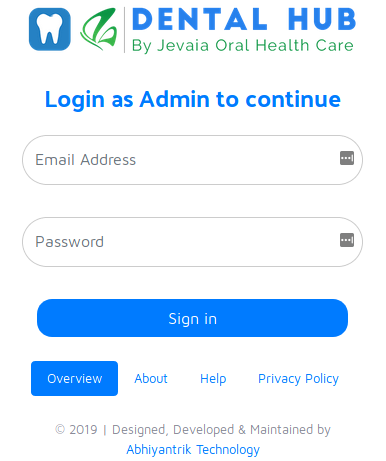 DENTAL HUB
By Jevaia Oral Health Care
Login as Admin to continue
Email Address
Password
Sign in
Overview About Help Privacy Policy
© 2019 | Designed, Developed & Maintained by
Abhiyantrik Technology